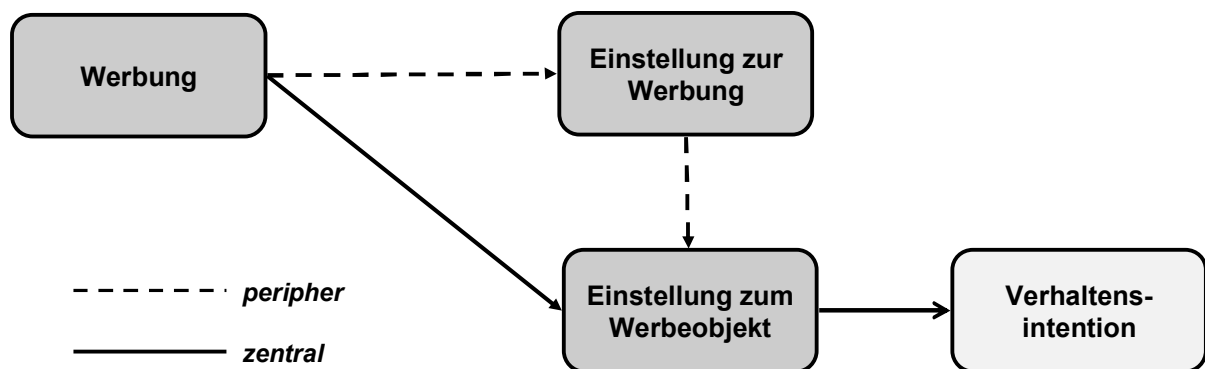 Werbung
Einstellung zur
Werbung
Einstellung zum
Werbeobjekt
Verhaltens-
intention
peripher
zentral